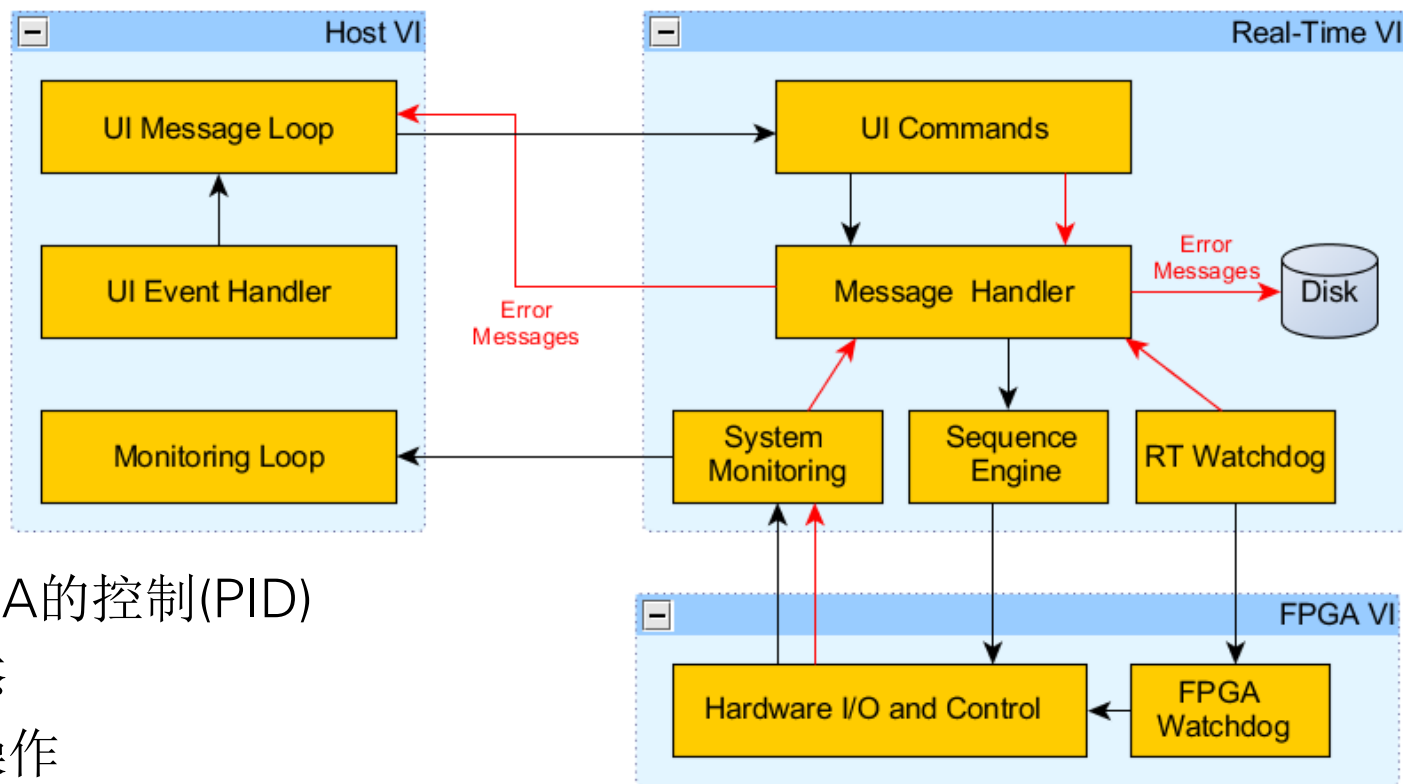 Host VI
UI Message Loop
UI Event Handler
Monitoring Loop
Error
Messages
Real-Time VI
UI Commands
Message Handler
Error
Messages
Disk
System
Monitoring
Sequence
Engine
RT Watchdog
A的控制(PID)
操作
FPGA VI
Hardware I/O and Control
FPGA
Watchdog